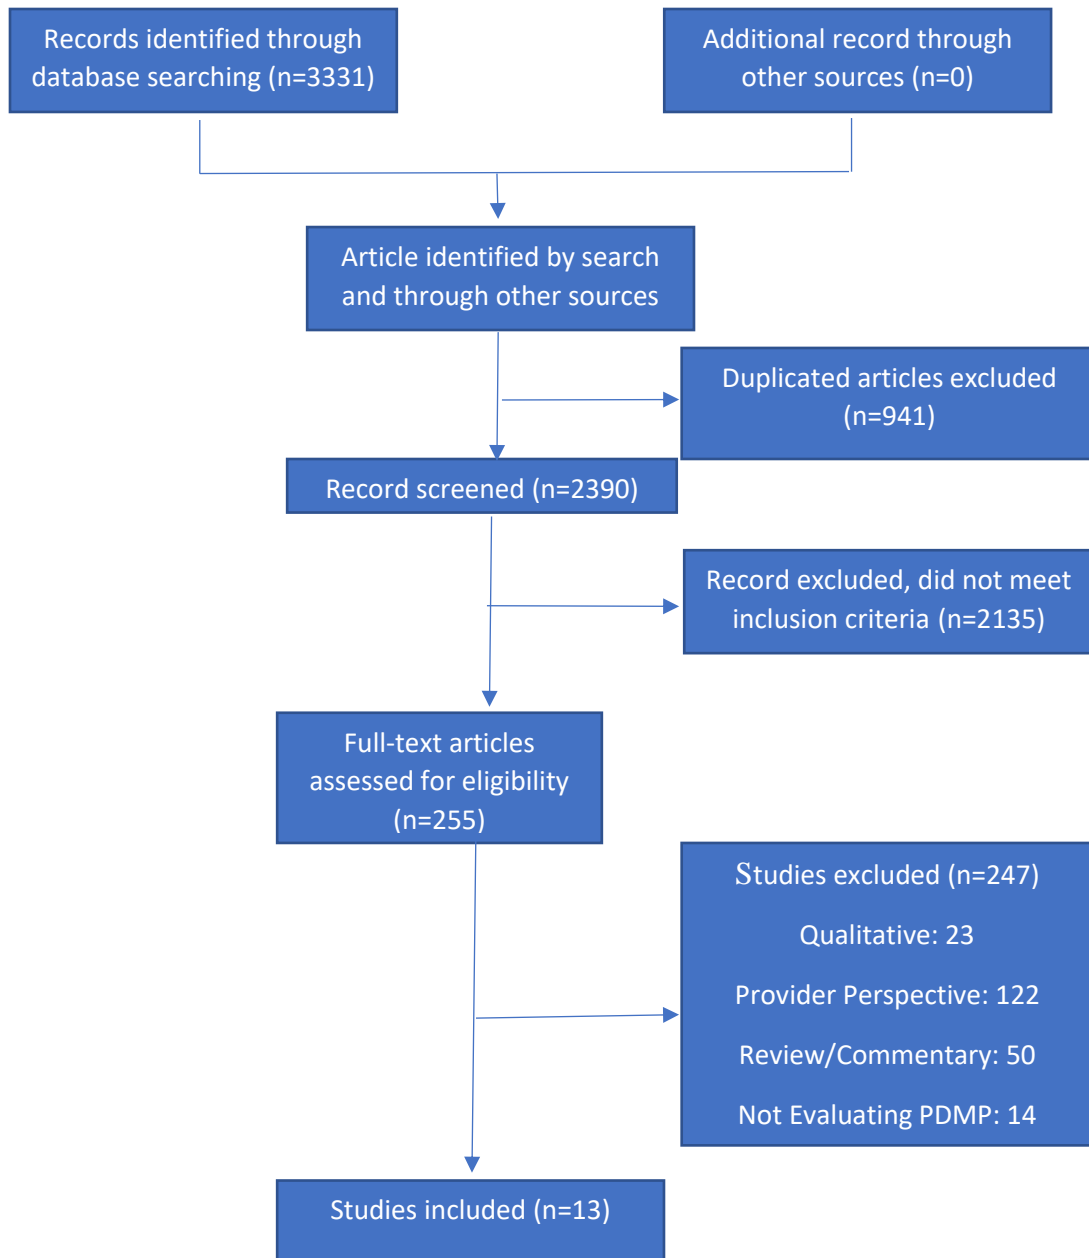 Records identified through
database searching (n=3331)
Additional record through
other sources (n=0)
Article identified by search
and through other sources
Duplicated articles excluded
(n=941)
Record screened (n=2390)
Record excluded, did not meet
inclusion criteria (n=2135)
Full-text articles
assessed for eligibility
(n=255)
Studies excluded (n=247)
Qualitative: 23
Provider Perspective: 122
Review/Commentary: 50
Not Evaluating PDMP: 14
Studies included (n=13)